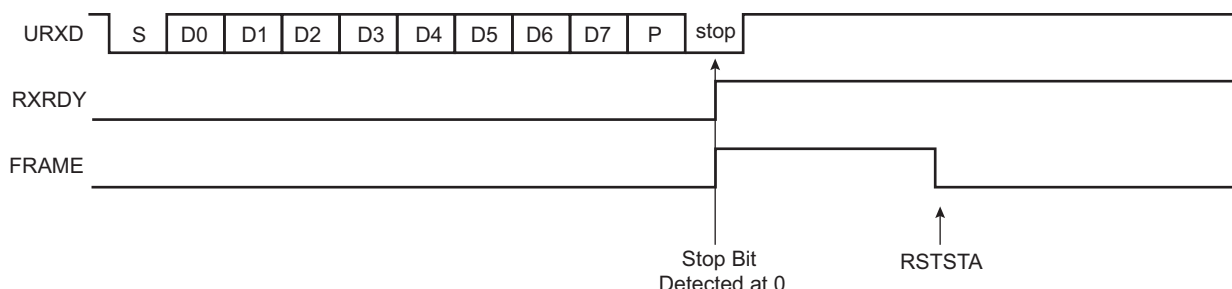 URXD S D0 D1 D2 D3 D4 D5 D6 D7 P stop
RXRDY
FRAME
Stop Bit
Detected at 0
RSTSTA